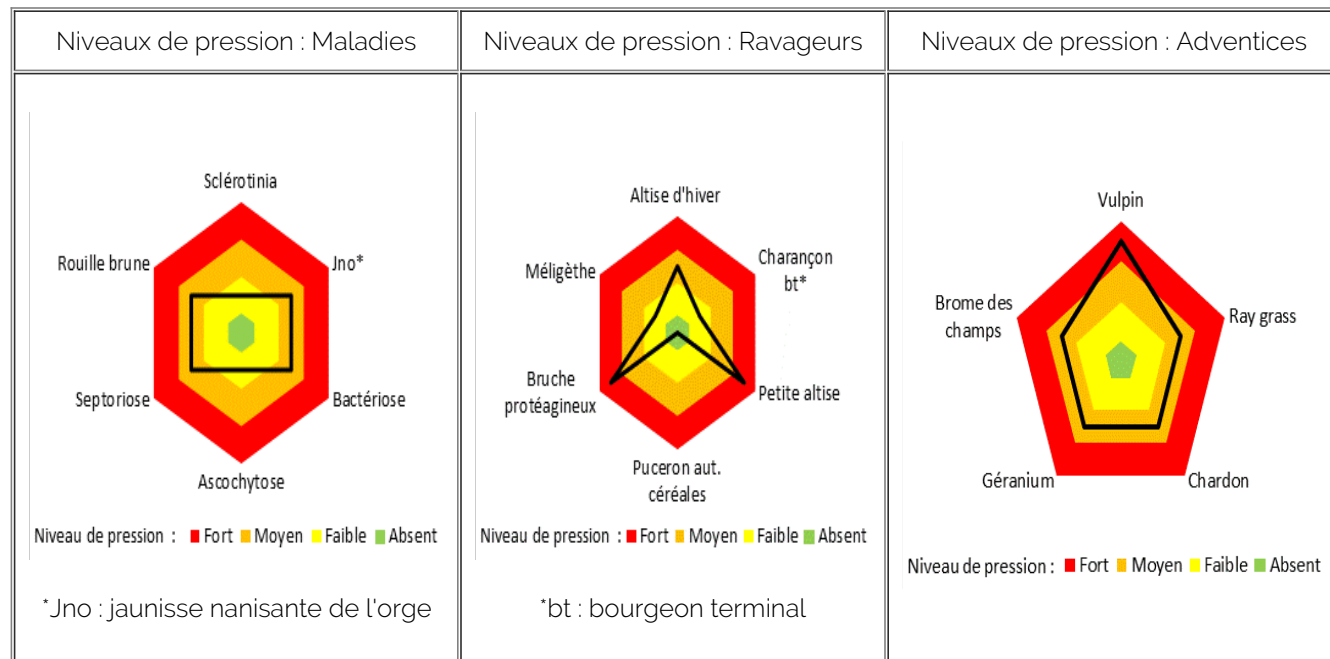 Niveaux de pression : Maladies
Niveaux de pression : Ravageurs
Niveaux de pression : Adventices
Sclérotinia
Rouille brune
Jno*
Septoriose
Bactériose
Ascochytose
Niveau de pression : Fort Moyen Faible Absent
*Jno : jaunisse nanisante de l'orge
Altise d'hiver
Méligèthe
Charançon
bt*
Bruche
protéagineux
Petite altise
Puceron aut.
céréales
Niveau de pression : Fort Moyen Faible Absent
*bt : bourgeon terminal
Vulpin
Brome des
champs
Ray grass
Géranium
Chardon
Niveau de pression : Fort Moyen Faible Absent